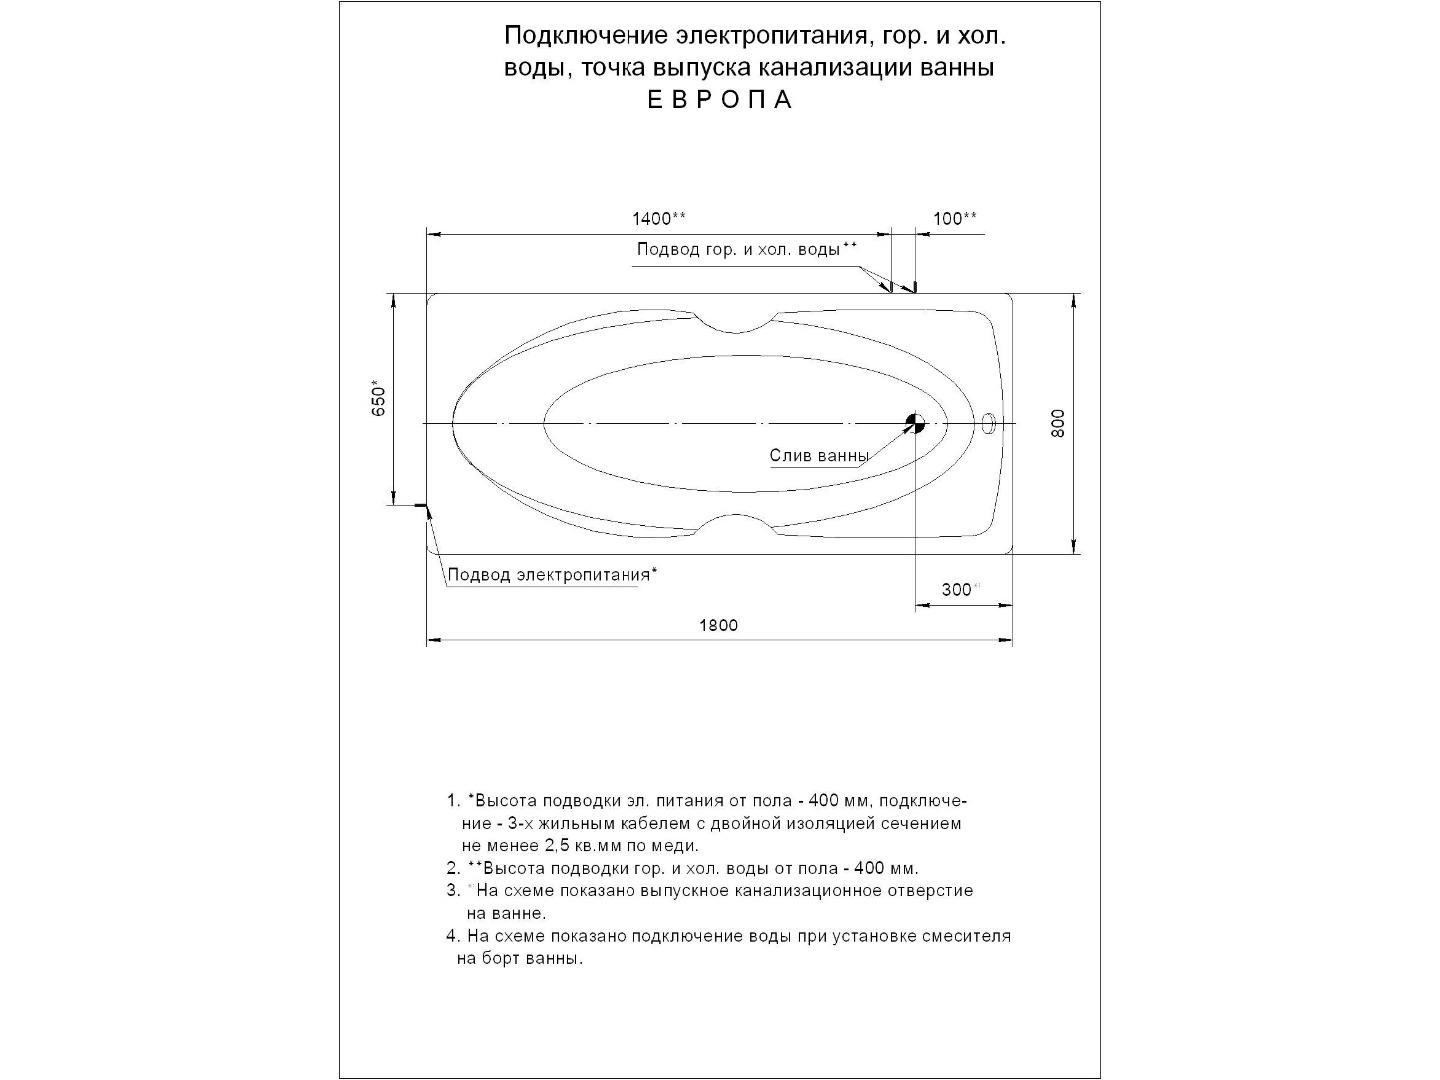 Подключение электропитания, гор. и хол.
воды, точка выпуска канализации ванны
Е В Р О П А
1400**
100**
Подвод гор. и хол. воды**
650*
800
Слив ванны
Подвод электропитания*
300*'
1800
1. *Высота подводки эл. питания от пола - 400 мм, подключе-
ние - 3-х жильным кабелем с двойной изоляцией сечением
не менее 2,5 кв.мм по меди.
2. **Высота подводки гор. и хол. воды от пола - 400 мм.
3. *'На схеме показано выпускное канализационное отверстие
на ванне.
4. На схеме показано подключение воды при установке смесителя
на борт ванны.